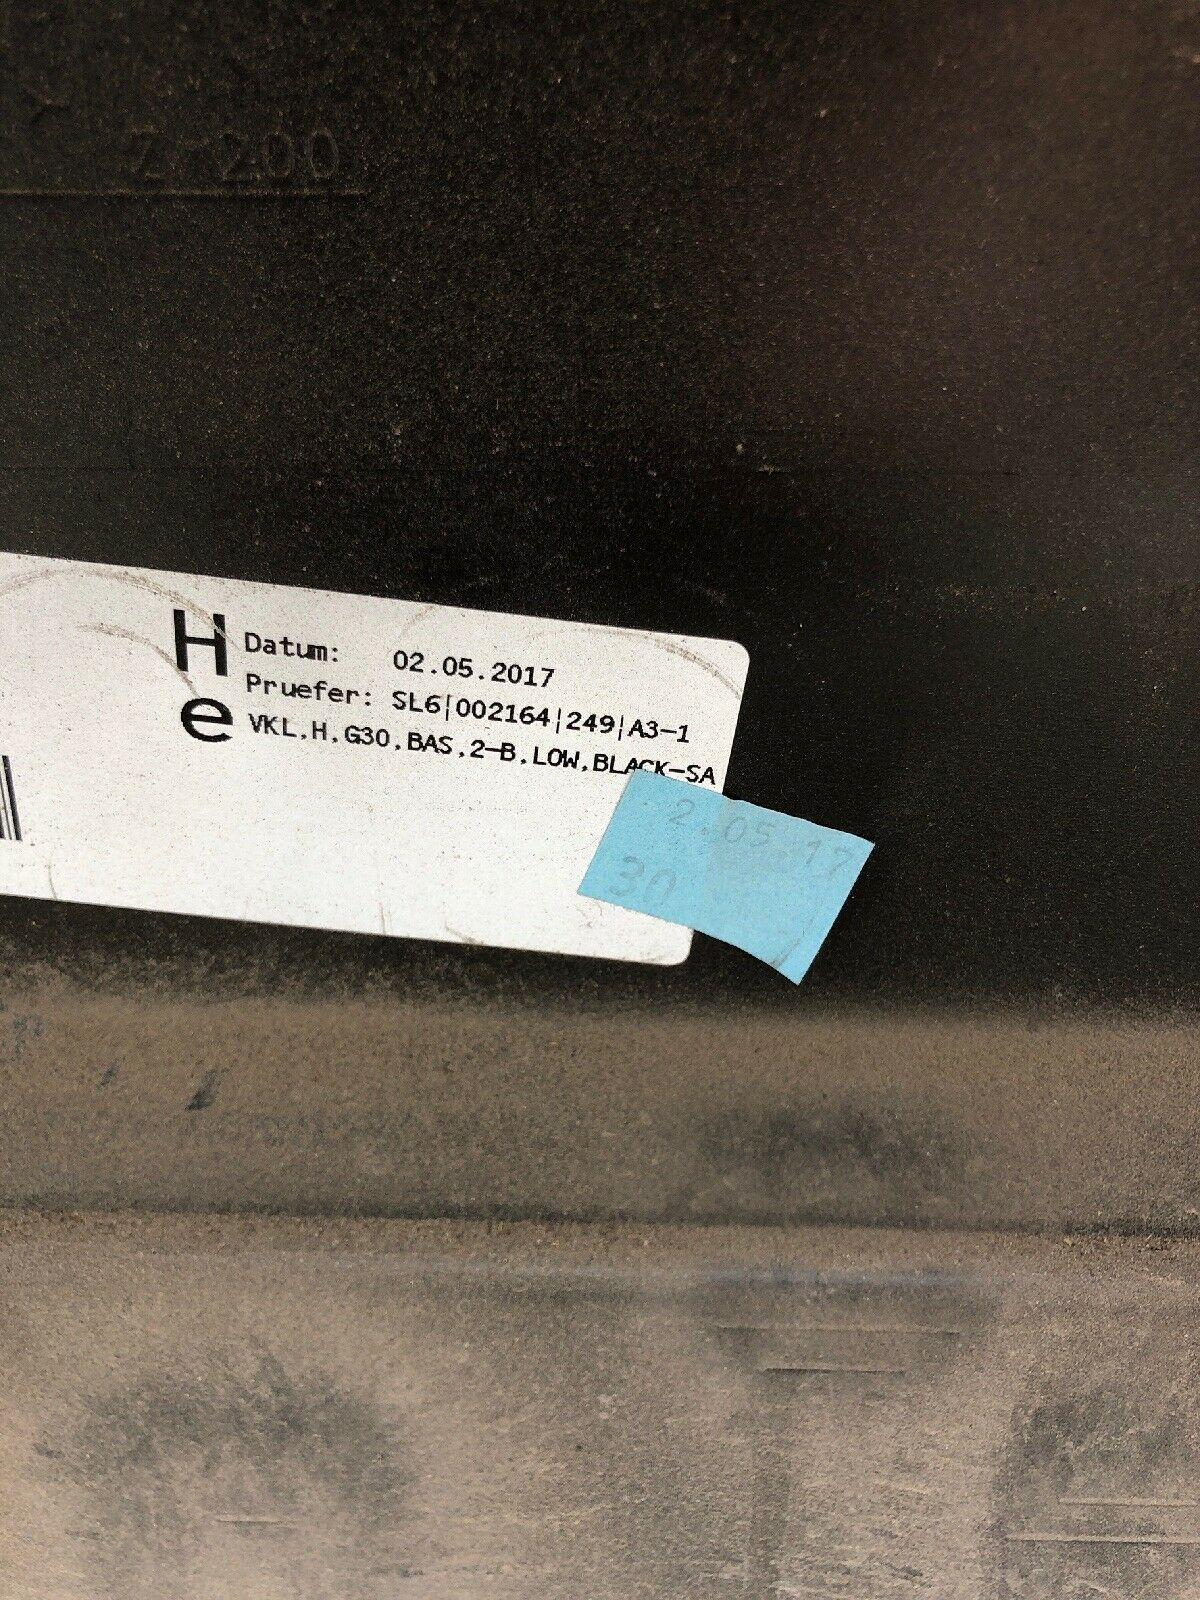 Z 200
H
e
Datum: 02.05.2017
Pruefer: SL6|002164|249|A3-1
VKL.H.G30.BAS.2-B.LOW.BLACK-SA
2.05.17
30